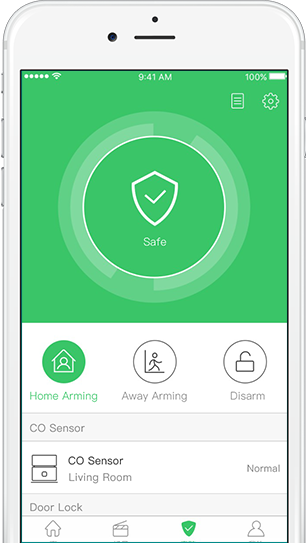 9:41 AM 100%
Safe
Home Arming Away Arming Disarm
CO Sensor
CO Sensor
Living Room
Normal
Door Lock